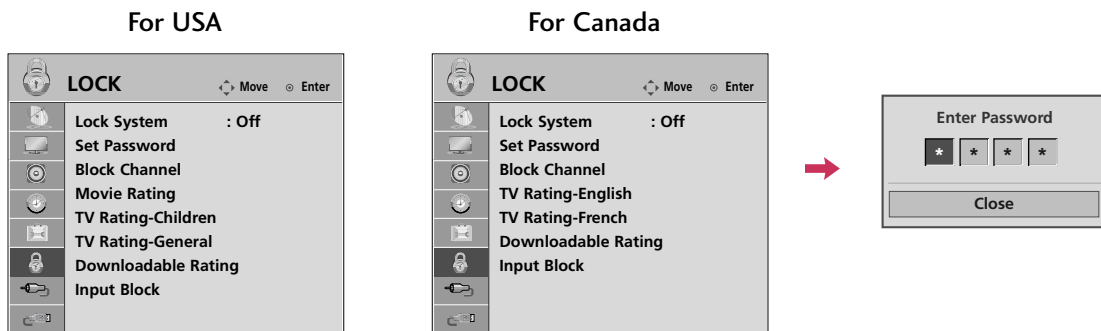 For USA
LOCK
Move Enter
Lock System : Off
Set Password
Block Channel
Movie Rating
TV Rating-Children
TV Rating-General
Downloadable Rating
Input Block
For Canada
LOCK
Move Enter
Lock System : Off
Set Password
Block Channel
TV Rating-English
TV Rating-French
Downloadable Rating
Input Block
Enter Password
* * * *
Close